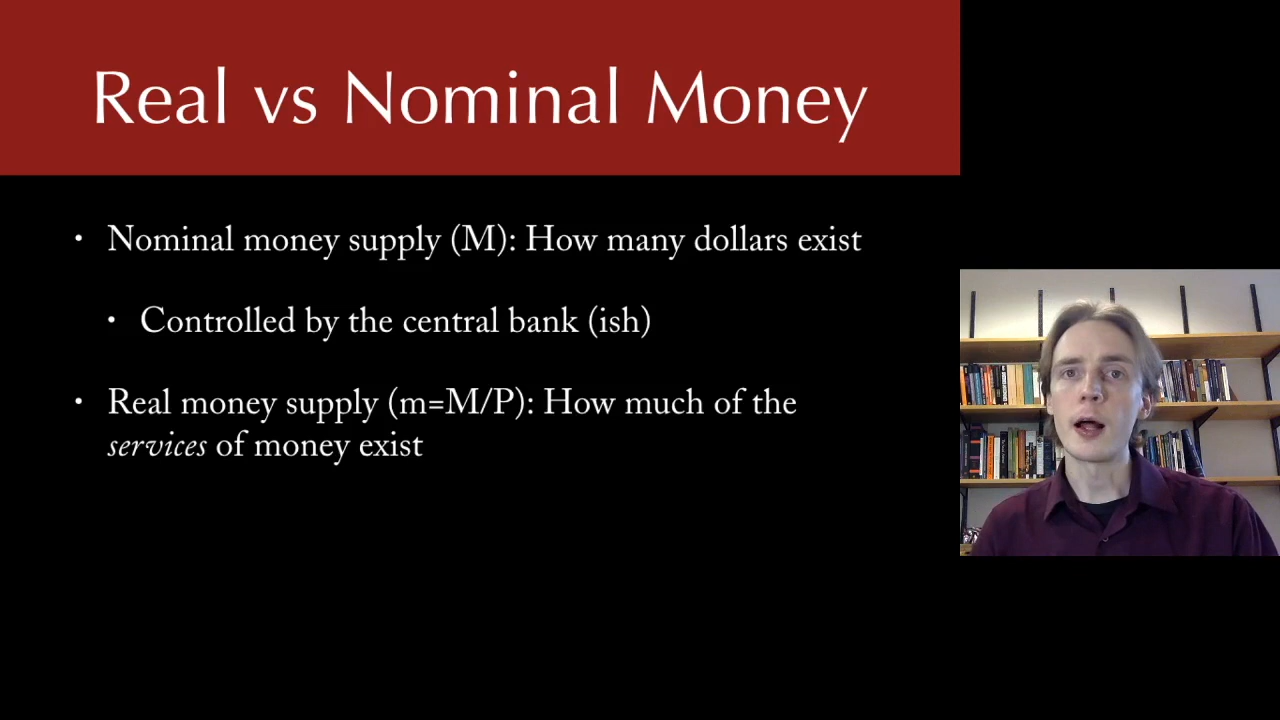 Real vs Nominal Money
• Nominal money supply (M): How many dollars exist
• Controlled by the central bank (ish)
• Real money supply (m=M/P): How much of the
services of money exist